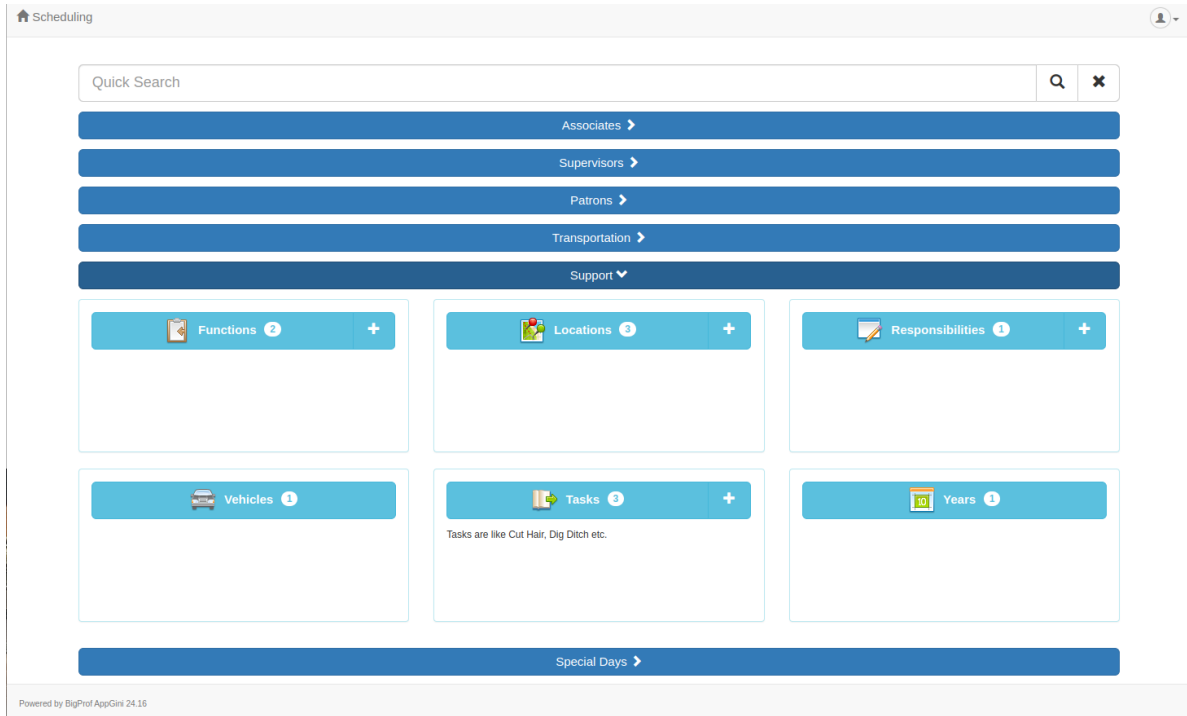 Scheduling
Quick Search
Associates
Supervisors
Patrons
Transportation
Support
Functions 2
Locations 3
Responsibilities 1
Vehicles 1
Tasks 3
10
Years 1
Tasks are like Cut Hair, Dig Ditch etc.
Special Days
Powered by BigProf AppGini 24.16